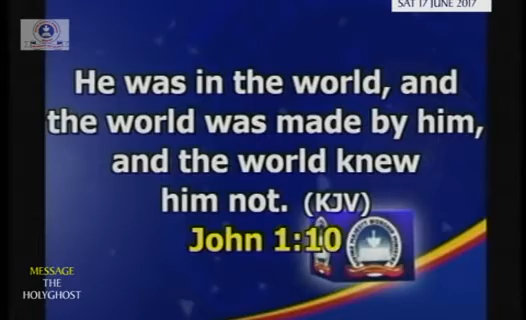 SAT 17 JUNE 2017
He was in the world, and
the world was made by him,
and the world knew
him not. (KJV)
John 1:10
MESSAGE
THE
HOLYGHOST